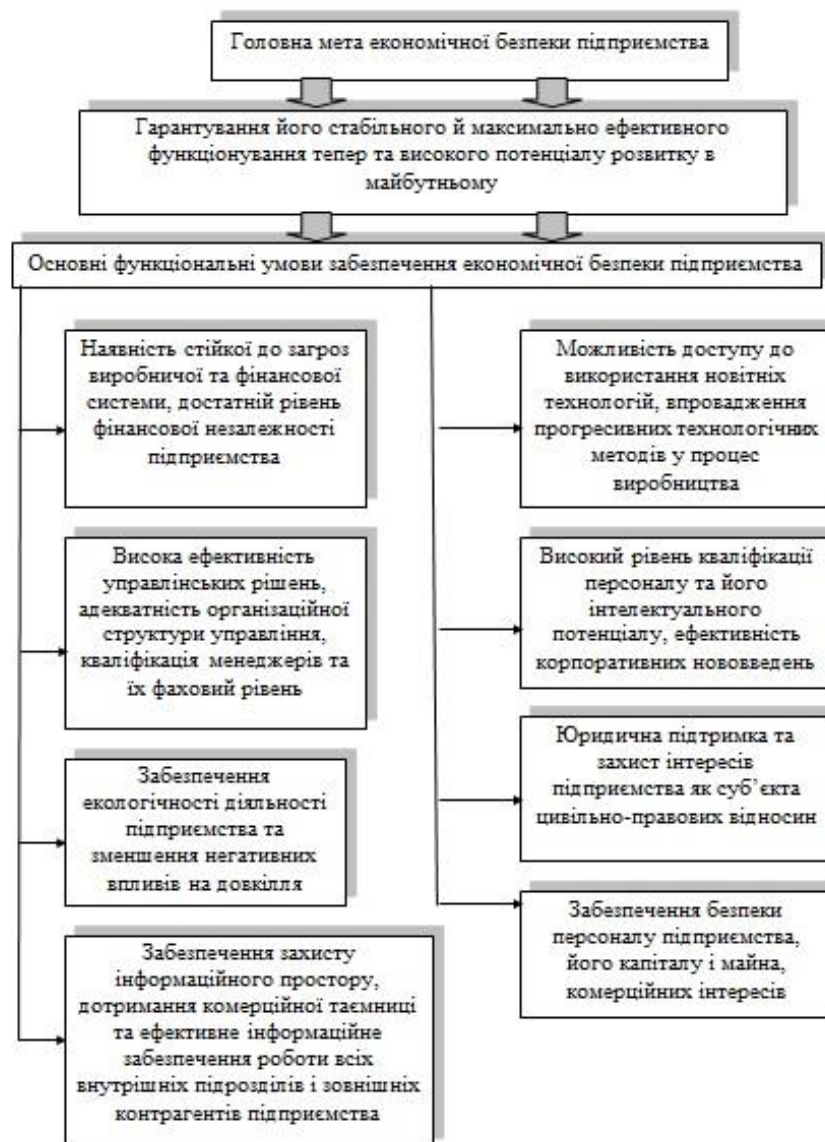 Головна мета економічної безпеки підприємства
Гарантування його стабільного й максимально ефективного
функціонування тепер та високого потенціалу розвитку в
майбутньому
Основні функціональні умови забезпечення економічної безпеки підприємства
Наявність стійкої до загроз
виробничої та фінансової
системи, достатній рівень
фінансової незалежності
підприємства
Висока ефективність
управлінських рішень,
адекватність організаційної
структури управління,
кваліфікація менеджерів та
їх фаховий рівень
Забезпечення
екологічності діяльності
підприємства та
зменшення негативних
впливів на довкілля
Забезпечення захисту
інформаційного простору,
дотримання комерційної таємниці
та ефективне інформаційне
забезпечення роботи всіх
внутрішніх підрозділів і зовнішніх
контрагентів підприємства
Можливість доступу до
використання новітніх
технологій, впровадження
прогресивних технологічних
методів у процес
виробництва
Високий рівень кваліфікації
персоналу та його
інтелектуального
потенціалу, ефективність
корпоративних нововведень
Юридична підтримка та
захист інтересів
підприємства як суб’єкта
цивільно-правових відносин
Забезпечення безпеки
персоналу підприємства,
його капіталу і майна,
комерційних інтересів